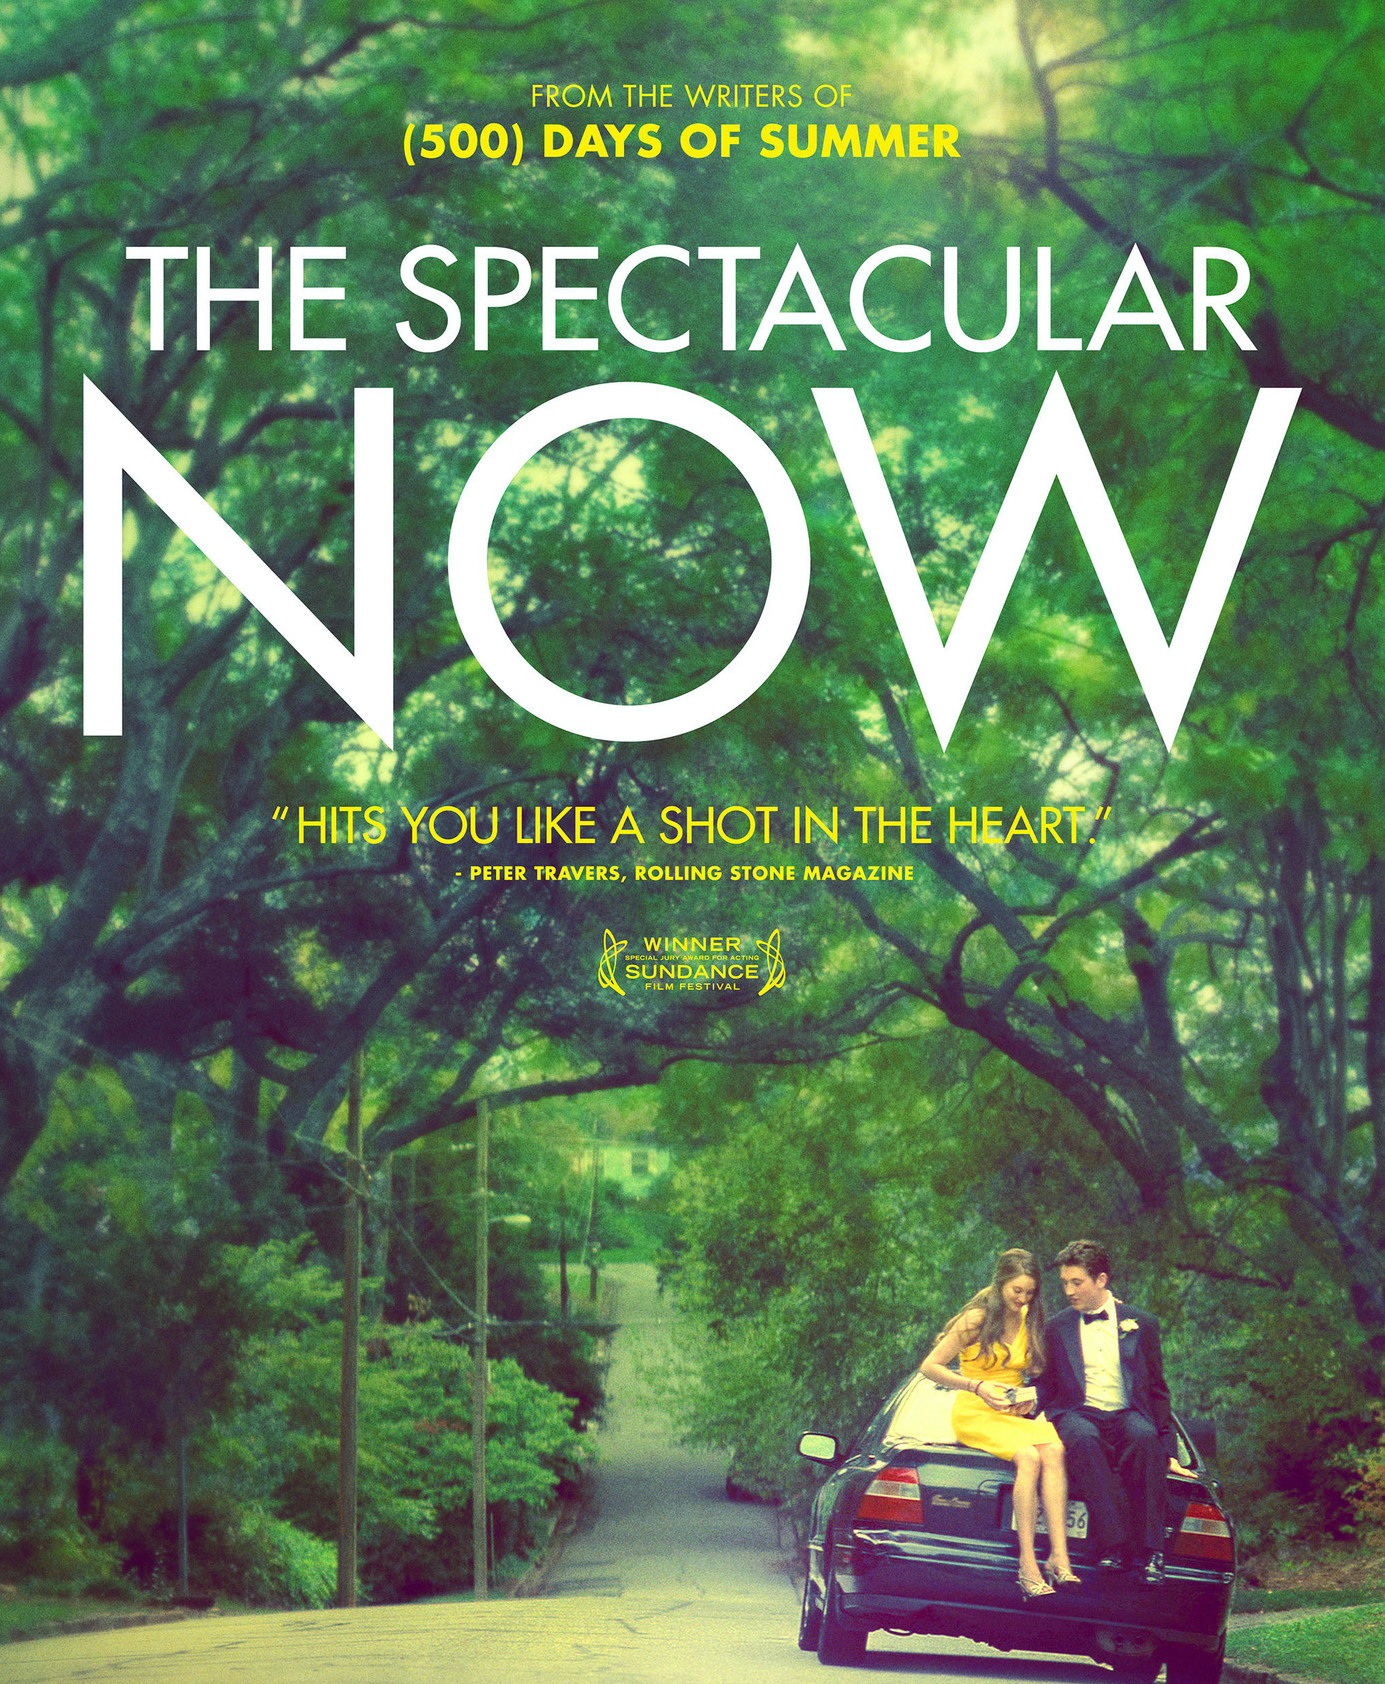 FROM THE WRITERS OF
(500) DAYS OF SUMMER
THE SPECTACULAR
NOW
“HITS YOU LIKE A SHOT IN THE HEART.”
- PETER TRAVERS, ROLLING STONE MAGAZINE
WINNER
SPECIAL JURY AWARD FOR ACTING
SUNDANCE
FILM FESTIVAL
56